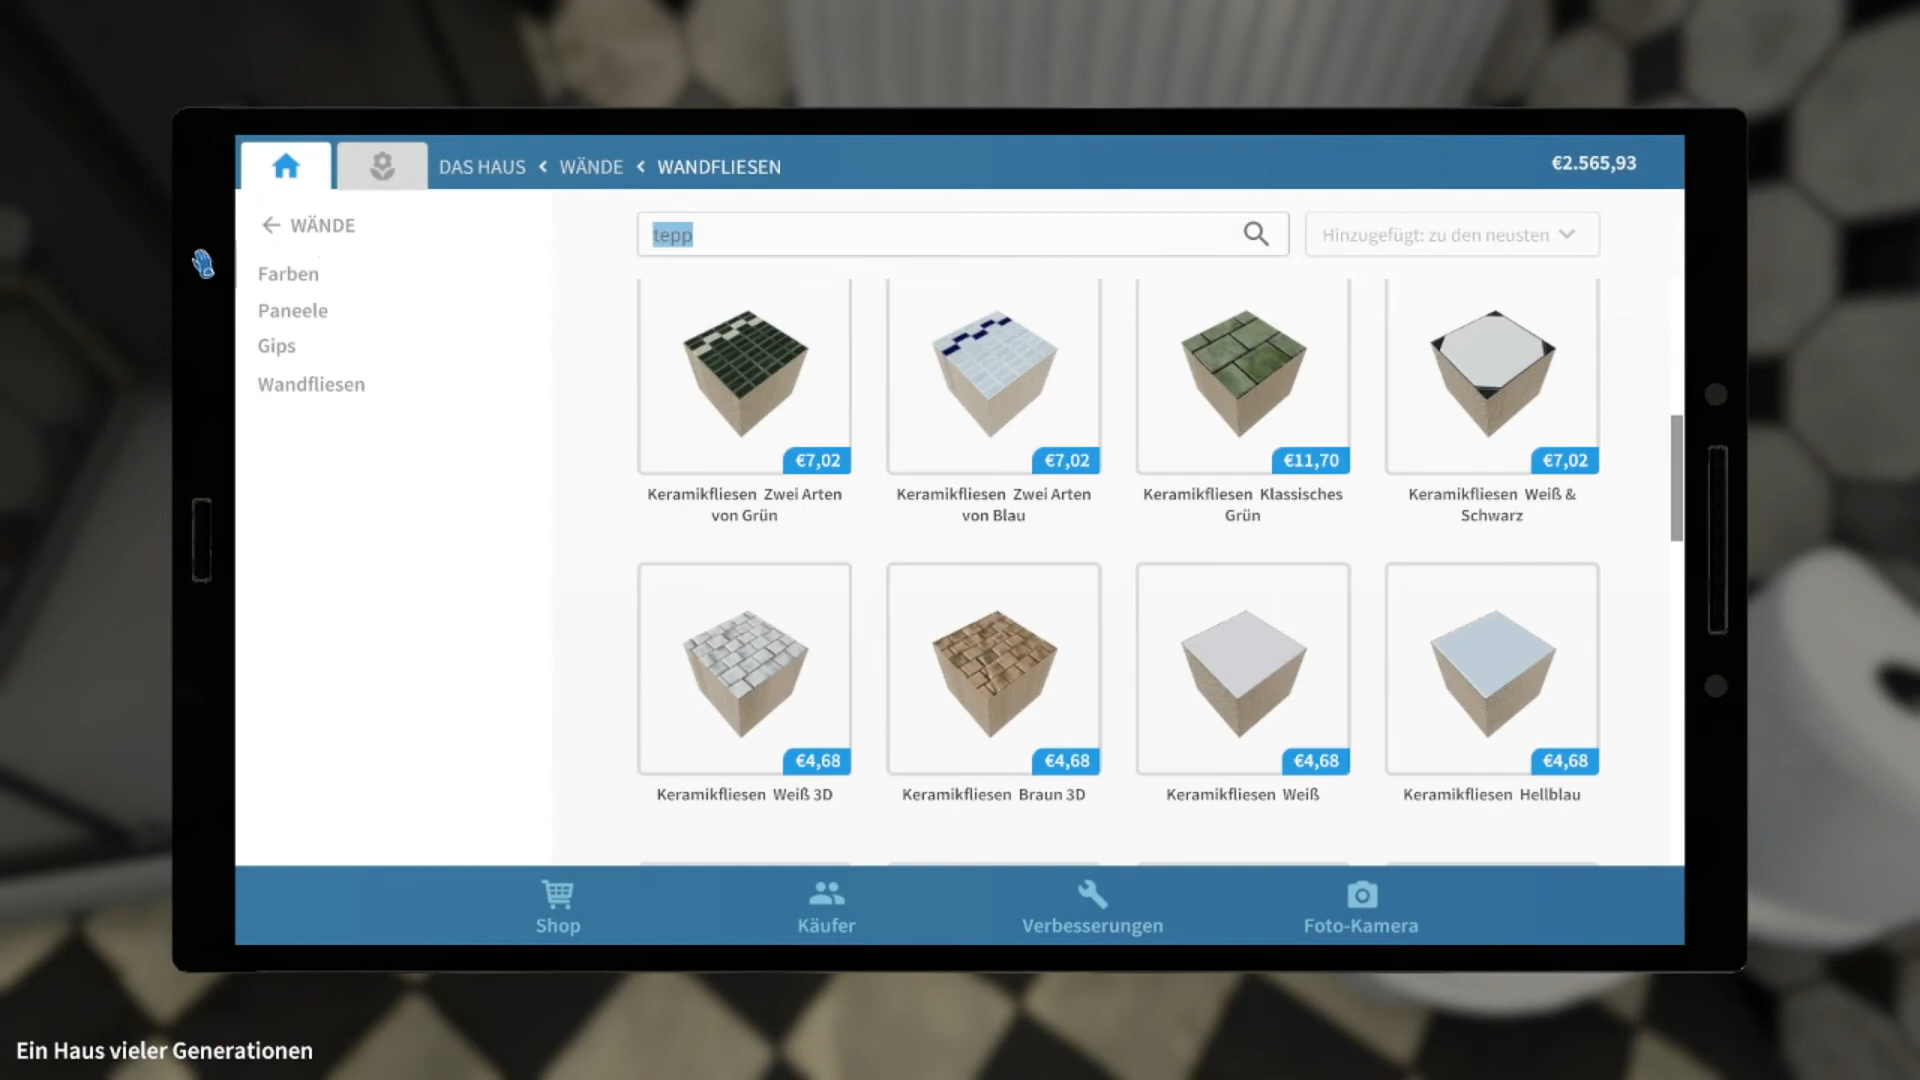 DAS HAUS < WÄNDE < WANDFLIESEN
€2.565,93
WÄNDE
Farben
Paneele
Gips
Wandfliesen
tepp
Hinzugefügt: zu den neusten
€7,02
€7,02
€11,70
€7,02
Keramikfliesen Zwei Arten
von Grün
Keramikfliesen Zwei Arten
von Blau
Keramikfliesen Klassisches
Grün
Keramikfliesen Weiß &
Schwarz
€4,68
€4,68
€4,68
€4,68
Keramikfliesen Weiß 3D
Keramikfliesen Braun 3D
Keramikfliesen Weiß
Keramikfliesen Hellblau
Shop
Käufer
Verbesserungen
Foto-Kamera
Ein Haus vieler Generationen